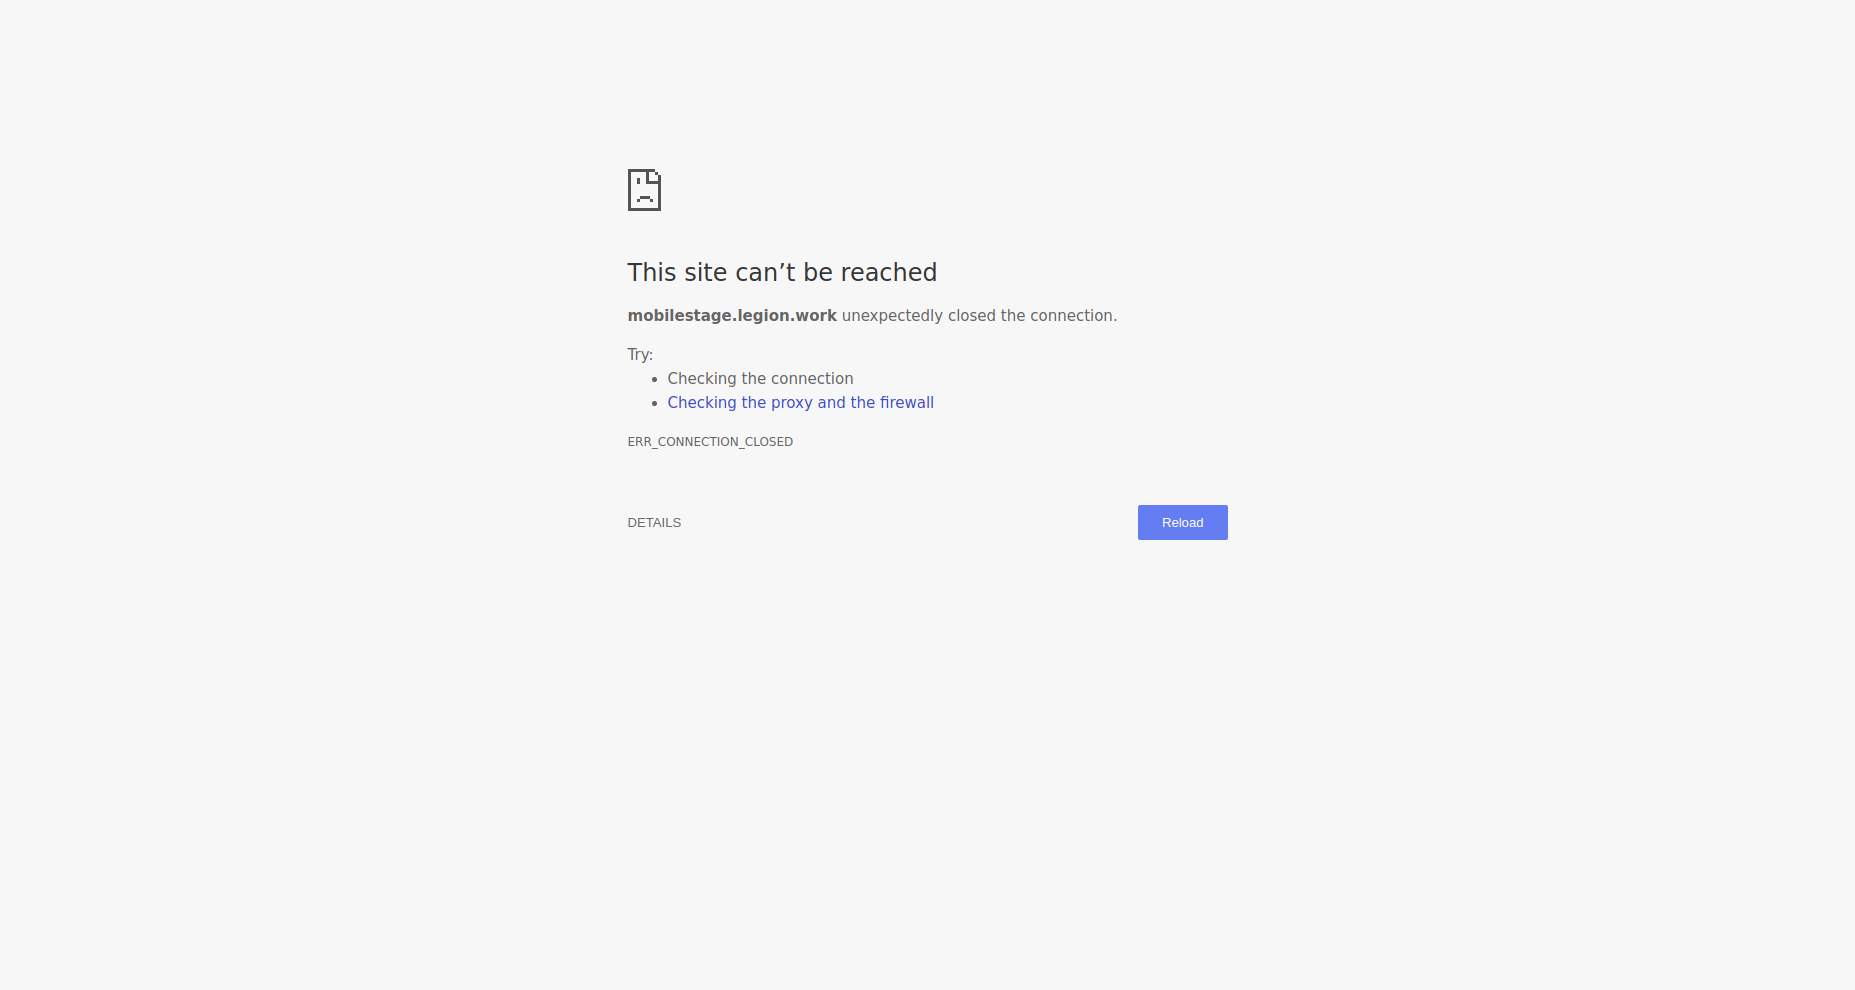 This site can’t be reached
mobilestage.legion.work unexpectedly closed the connection.
Try:
Checking the connection
Checking the proxy and the firewall
ERR_CONNECTION_CLOSED
DETAILS
Reload